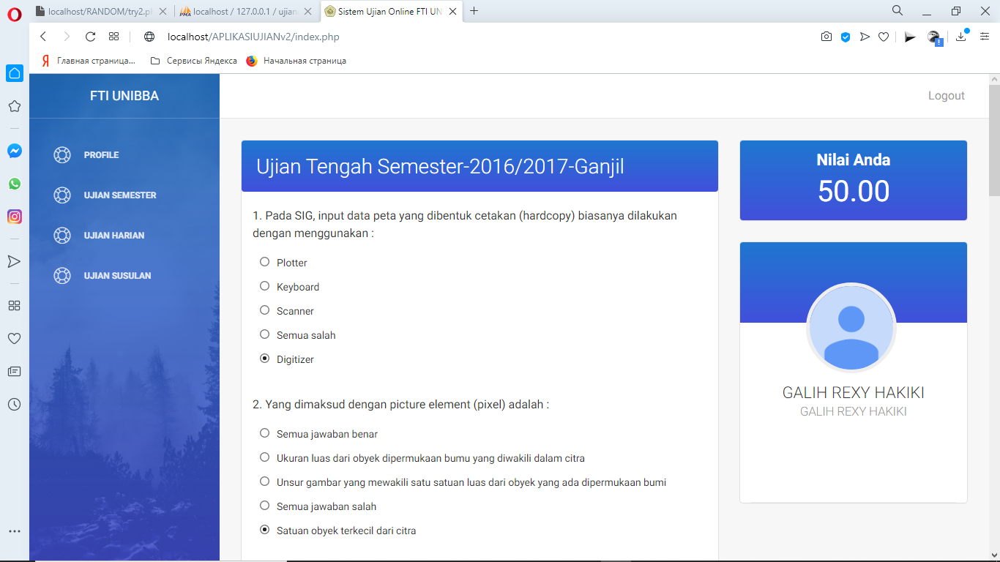 localhost/RANDOM/try2.p
localhost / 127.0.0.1 / ujian
Sistem Ujian Online FTI UN
localhost/APLIKASIUJIANv2/index.php
Главная страница...
Сервисы Яндекса
Начальная страница
FTI UNIBBA
Logout
PROFILE
UJIAN SEMESTER
UJIAN HARIAN
UJIAN SUSULAN
Ujian Tengah Semester-2016/2017-Ganjil
1. Pada SIG, input data peta yang dibentuk cetakan (hardcopy) biasanya dilakukan
dengan menggunakan :
Plotter
Keyboard
Scanner
Semua salah
Digitizer
2. Yang dimaksud dengan picture element (pixel) adalah :
Semua jawaban benar
Ukuran luas dari obyek dipermukaan bumu yang diwakili dalam citra
Unsur gambar yang mewakili satu satuan luas dari obyek yang ada dipermukaan bumi
Semua jawaban salah
Satuan obyek terkecil dari citra
Nilai Anda
50.00
GALIH REXY HAKIKI
GALIH REXY HAKIKI